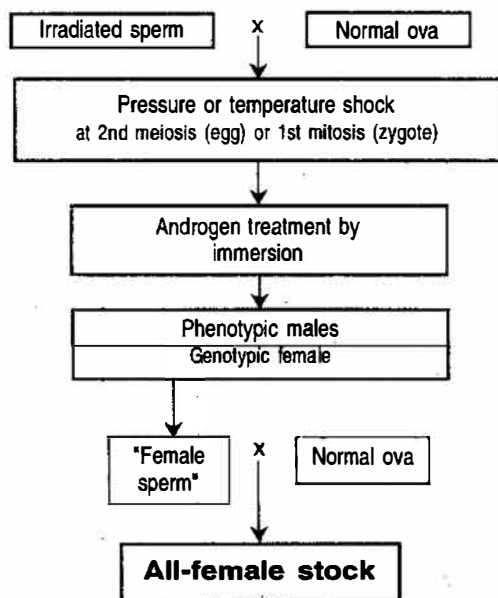 Irradiated sperm x Normal ova
Pressure or temperature shock
at 2nd meiosis (egg) or 1st mitosis (zygote)
Androgen treatment by
immersion
Phenotypic males
Genotypic female
"Female
sperm"
x
Normal ova
All-female stock